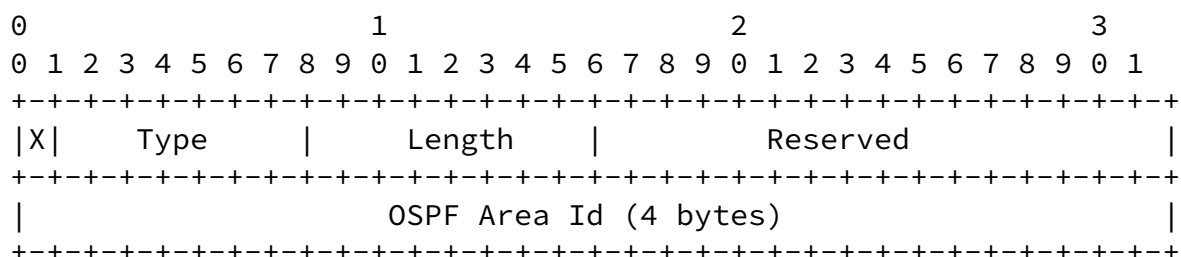 0                   1                   2                   3
0 1 2 3 4 5 6 7 8 9 0 1 2 3 4 5 6 7 8 9 0 1 2 3 4 5 6 7 8 9 0 1
+-+-+-+-+-+-+-+-+-+-+-+-+-+-+-+-+-+-+-+-+-+-+-+-+-+-+-+-+-+-+-+-+
|X|    Type     |     Length    |         Reserved              |
+-+-+-+-+-+-+-+-+-+-+-+-+-+-+-+-+-+-+-+-+-+-+-+-+-+-+-+-+-+-+-+-+
|                    OSPF Area Id (4 bytes)                     |
+-+-+-+-+-+-+-+-+-+-+-+-+-+-+-+-+-+-+-+-+-+-+-+-+-+-+-+-+-+-+-+-+